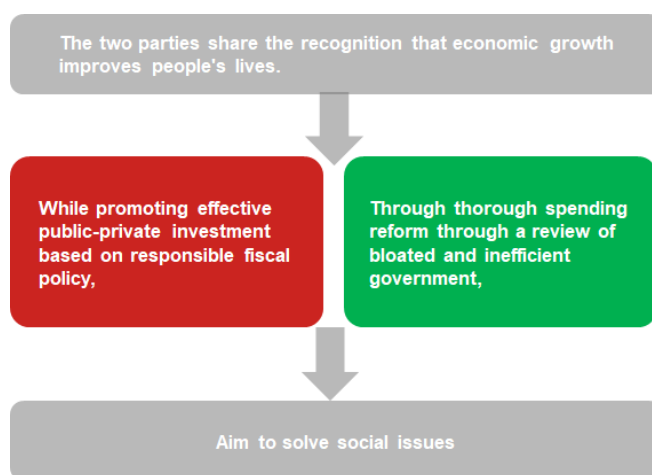 The two parties share the recognition that economic growth
improves people's lives.
While promoting effective
public-private investment
based on responsible fiscal
policy,
Through thorough spending
reform through a review of
bloated and inefficient
government,
Aim to solve social issues